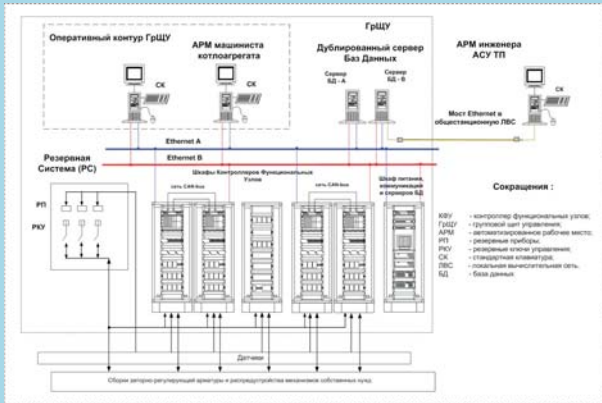 ГрЩУ
Оперативный контур ГрЩУ
АРМ машиниста
котлоагрегата
СК
СК
Дублированный сервер
Баз Данных
Сервер
БД - А
Сервер
БД - В
АРМ инженера
АСУ ТП
СК
Мост Ethernet в
общестанционную ЛВС
Ethernet A
Ethernet B
Резервная
Система (РС)
РП
РКУ
Шкафы Контроллеров Функциональных
Узлов
сеть CAN-bus
сеть CAN-bus
Шкаф питания,
коммуникации
и серверов БД
Сокращения :
КФУ - контроллер функциональных узлов;
ГрЩУ - групповой щит управления;
АРМ - автоматизированное рабочее место;
РП - резервные приборы;
РКУ - резервные ключи управления;
СК - стандартная клавиатура;
ЛВС - локальная вычислительная сеть.
БД - база данных
Датчики
Сборки запорно-регулирующей арматуры и распредустройства механизмов собственных нужд